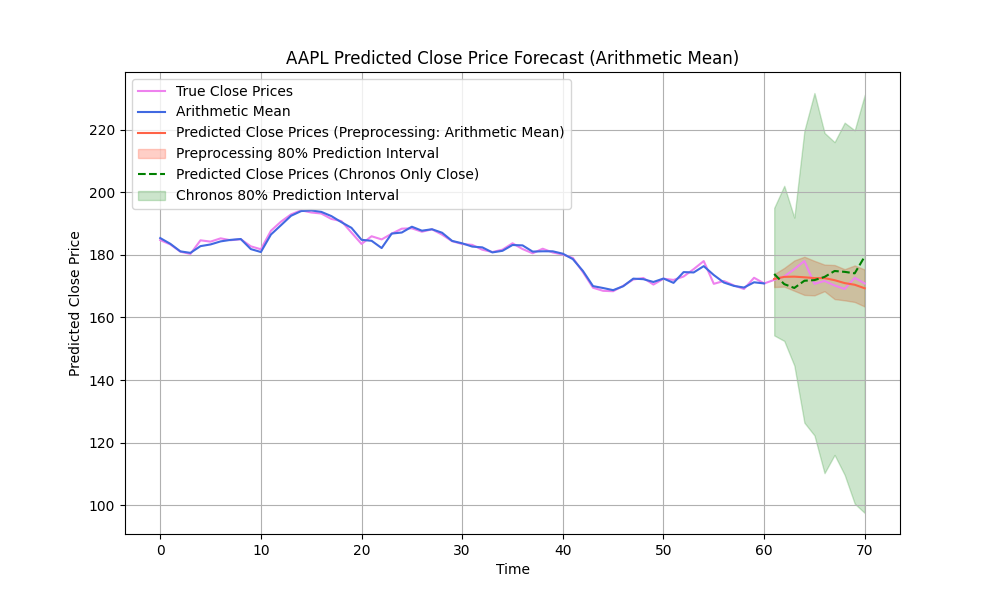 AAPL Predicted Close Price Forecast (Arithmetic Mean)
True Close Prices
Arithmetic Mean
Predicted Close Prices (Preprocessing: Arithmetic Mean)
Preprocessing 80% Prediction Interval
Predicted Close Prices (Chronos Only Close)
Chronos 80% Prediction Interval
Predicted Close Price
220
200
180
160
140
120
100
0 10 20 30 40 50 60 70
Time